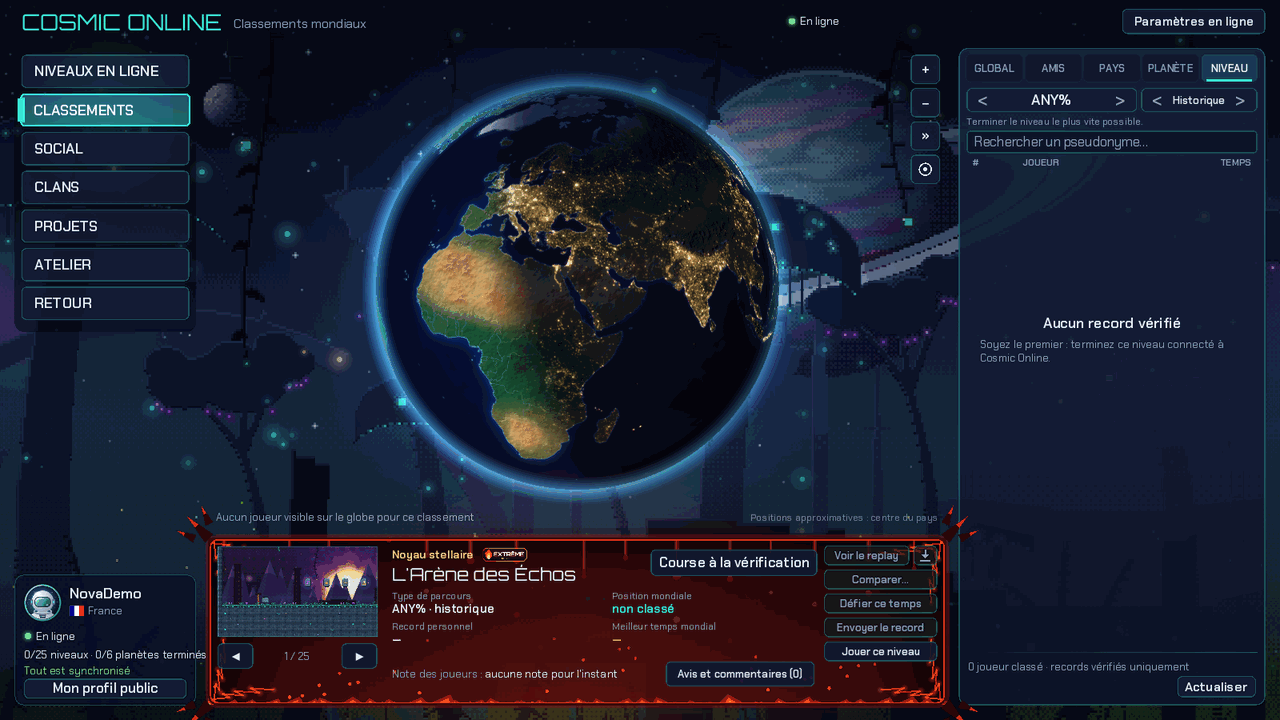 COSMIC ONLINE
Classements mondiaux
En ligne
Paramètres en ligne
NIVEAUX EN LIGNE
CLASSEMENTS
SOCIAL
CLANS
PROJETS
ATELIER
RETOUR
+
−
»
GLOBAL AMIS PAYS PLANÈTE NIVEAU
< ANY% > < Historique >
Terminer le niveau le plus vite possible.
Rechercher un pseudonyme...
# JOUEUR TEMPS
Aucun record vérifié
Soyez le premier : terminez ce niveau connecté à
Cosmic Online.
0 joueur classé · records vérifiés uniquement
Actualiser
Aucun joueur visible sur le globe pour ce classement
Positions approximatives : centre du pays
Noyau stellaire EXTRÊME
L'Arène des Échos
Course à la vérification
Type de parcours
ANY% · historique
Position mondiale
non classé
Record personnel
—
Meilleur temps mondial
—
Note des joueurs : aucune note pour l'instant
Avis et commentaires (0)
◀ 1 / 25 ▶
Voir le replay
Comparer...
Défier ce temps
Envoyer le record
Jouer ce niveau
NovaDemo
France
En ligne
0/25 niveaux · 0/6 planètes terminés
Tout est synchronisé
Mon profil public